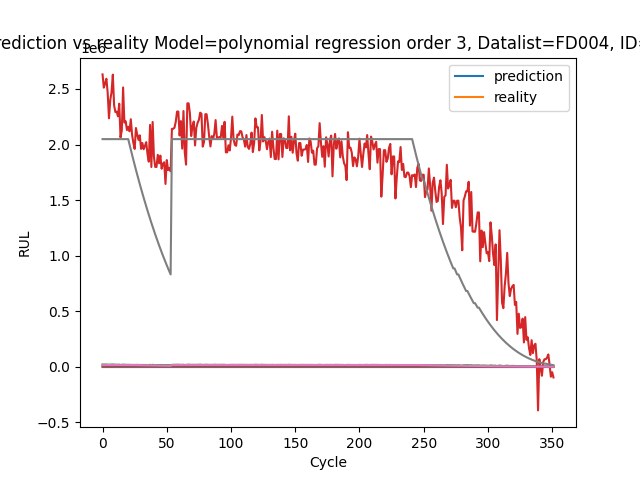 rediction vs reality Model=polynomial regression order 3, Datalist=FD004, ID=
1e6
prediction
reality
2.5
2.0
1.5
1.0
0.5
0.0
−0.5
RUL
0 50 100 150 200 250 300 350
Cycle